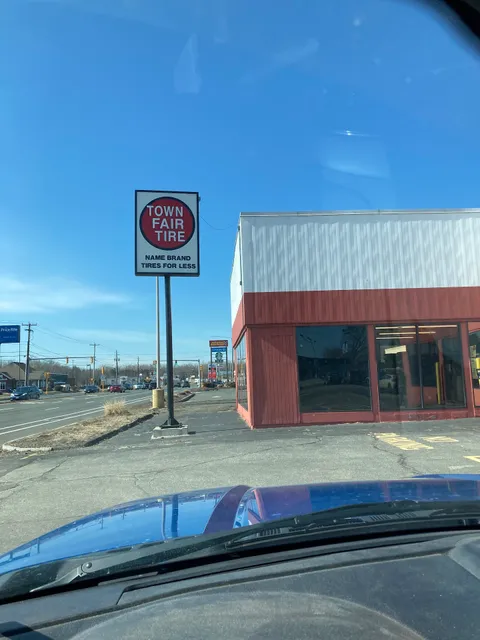 TOWN
FAIR
TIRE
NAME BRAND
TIRES FOR LESS